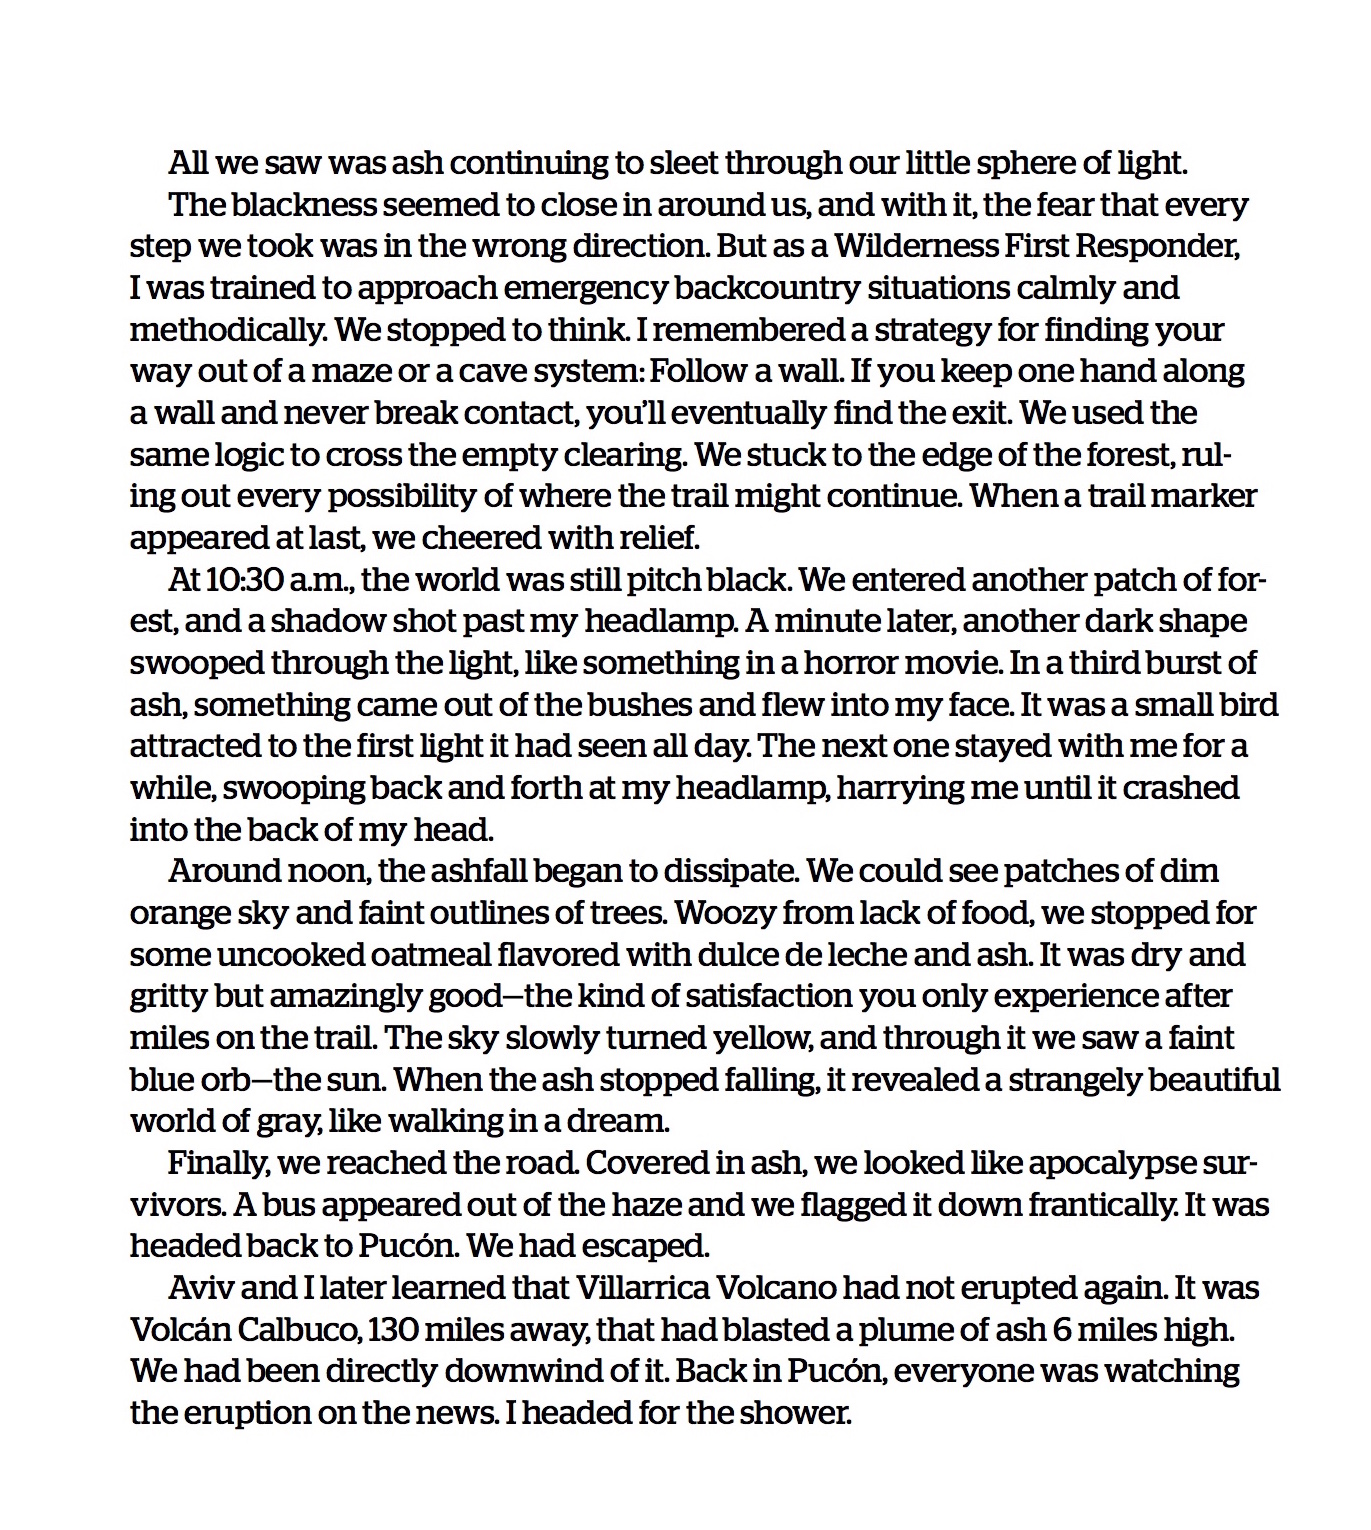 All we saw was ash continuing to sleet through our little sphere of light.
The blackness seemed to close in around us, and with it, the fear that every
step we took was in the wrong direction. But as a Wilderness First Responder,
I was trained to approach emergency backcountry situations calmly and
methodically. We stopped to think. I remembered a strategy for finding your
way out of a maze or a cave system: Follow a wall. If you keep one hand along
a wall and never break contact, you’ll eventually find the exit. We used the
same logic to cross the empty clearing. We stuck to the edge of the forest, rul-
ing out every possibility of where the trail might continue. When a trail marker
appeared at last, we cheered with relief.
At 10:30 a.m., the world was still pitch black. We entered another patch of for-
est, and a shadow shot past my headlamp. A minute later, another dark shape
swooped through the light, like something in a horror movie. In a third burst of
ash, something came out of the bushes and flew into my face. It was a small bird
attracted to the first light it had seen all day. The next one stayed with me for a
while, swooping back and forth at my headlamp, harrying me until it crashed
into the back of my head.
Around noon, the ashfall began to dissipate. We could see patches of dim
orange sky and faint outlines of trees. Woozy from lack of food, we stopped for
some uncooked oatmeal flavored with dulce de leche and ash. It was dry and
gritty but amazingly good—the kind of satisfaction you only experience after
miles on the trail. The sky slowly turned yellow, and through it we saw a faint
blue orb—the sun. When the ash stopped falling, it revealed a strangely beautiful
world of gray, like walking in a dream.
Finally, we reached the road. Covered in ash, we looked like apocalypse sur-
vivors. A bus appeared out of the haze and we flagged it down frantically. It was
headed back to Pucón. We had escaped.
Aviv and I later learned that Villarrica Volcano had not erupted again. It was
Volcán Calbuco, 130 miles away, that had blasted a plume of ash 6 miles high.
We had been directly downwind of it. Back in Pucón, everyone was watching
the eruption on the news. I headed for the shower.